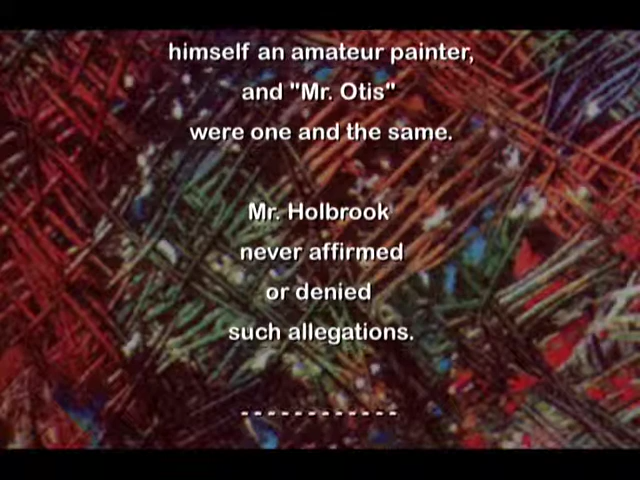 himself an amateur painter,
and "Mr. Otis"
were one and the same.
Mr. Holbrook
never affirmed
or denied
such allegations.
------------